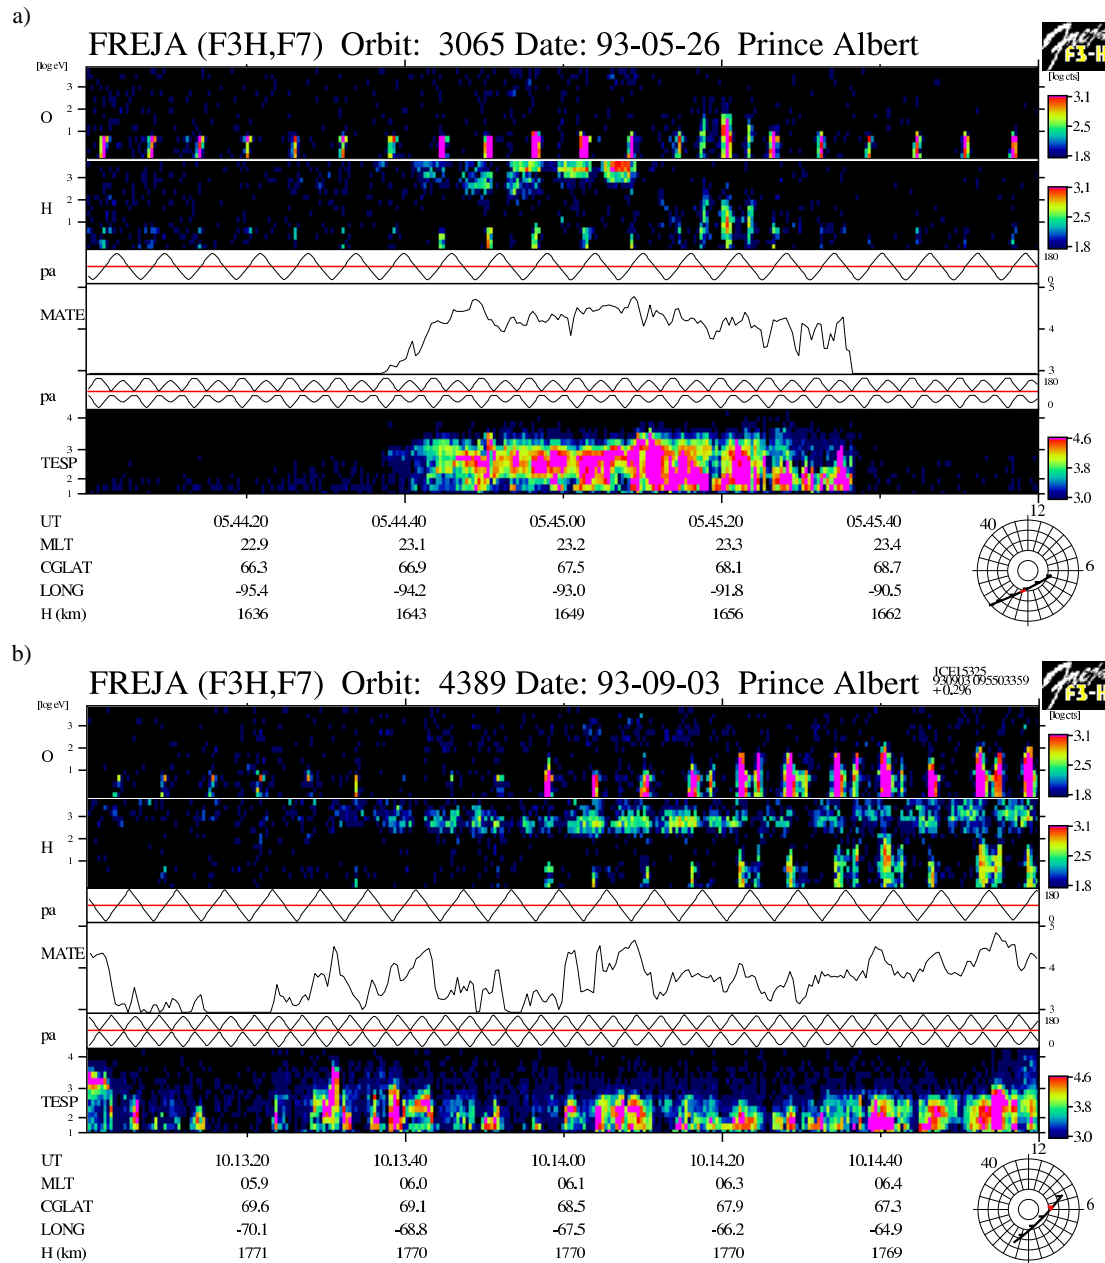 a)
FREJA (F3H,F7) Orbit: 3065 Date: 93-05-26 Prince Albert
Freja
F3-H
[log eV]
[log cts]
3
2
1
O
3.1
2.5
1.8
3
2
1
H
3.1
2.5
1.8
pa
180
0
MATE
5
4
3
pa
180
0
4
3
2
1
TESP
4.6
3.8
3.0
UT 05.44.20 05.44.40 05.45.00 05.45.20 05.45.40
MLT 22.9 23.1 23.2 23.3 23.4
CGLAT 66.3 66.9 67.5 68.1 68.7
LONG -95.4 -94.2 -93.0 -91.8 -90.5
H (km) 1636 1643 1649 1656 1662
12
40
6
b)
FREJA (F3H,F7) Orbit: 4389 Date: 93-09-03 Prince Albert
1CE15325
930903 095503359
+0.296
Freja
F3-H
[log eV]
[log cts]
3
2
1
O
3.1
2.5
1.8
3
2
1
H
3.1
2.5
1.8
pa
180
0
MATE
5
4
3
pa
180
0
4
3
2
1
TESP
4.6
3.8
3.0
UT 10.13.20 10.13.40 10.14.00 10.14.20 10.14.40
MLT 05.9 06.0 06.1 06.3 06.4
CGLAT 69.6 69.1 68.5 67.9 67.3
LONG -70.1 -68.8 -67.5 -66.2 -64.9
H (km) 1771 1770 1770 1770 1769
12
40
6